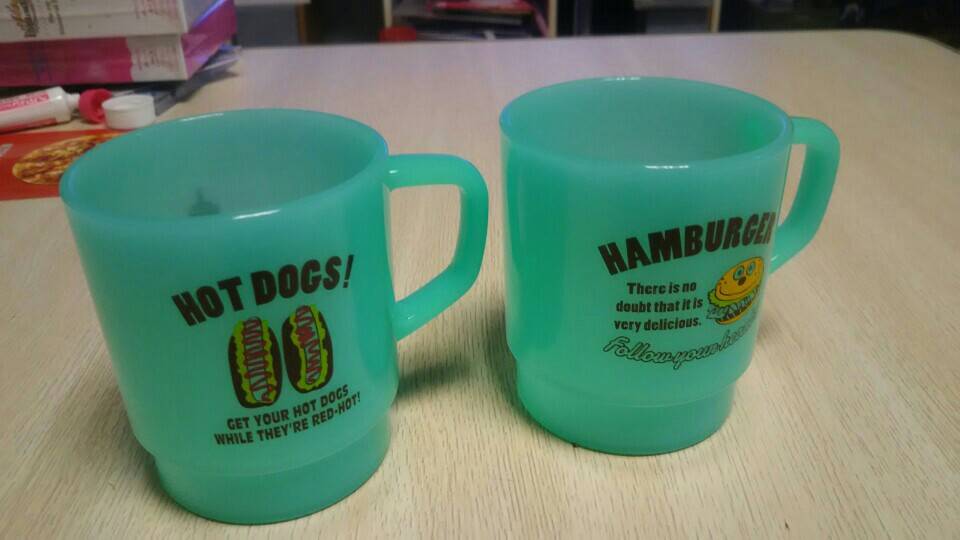 HOT DOGS!
GET YOUR HOT DOGS
WHILE THEY'RE RED-HOT!
HAMBURGER
There is no
doubt that it is
very delicious.
Follow your